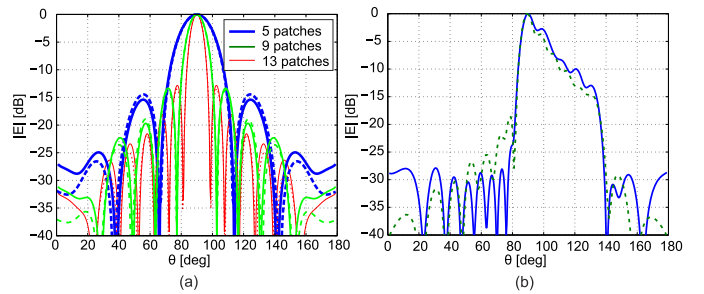 |E| [dB]
0
−5
−10
−15
−20
−25
−30
−35
−40
5 patches
9 patches
13 patches
0 20 40 60 80 100 120 140 160 180
θ [deg]
(a)
|E| [dB]
0
−5
−10
−15
−20
−25
−30
−35
−40
0 20 40 60 80 100 120 140 160 180
θ [deg]
(b)